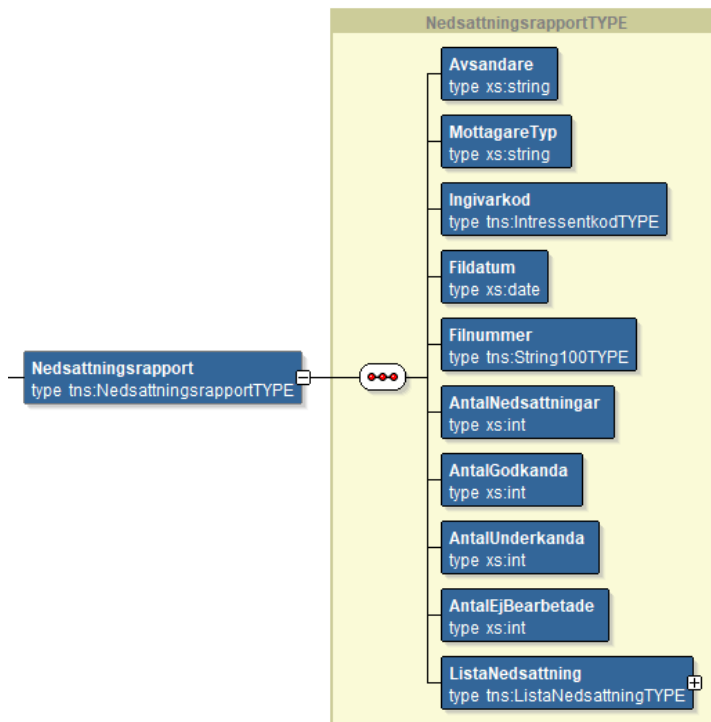 NedsattningsrapportTYPE
Avsandare
type xs:string
MottagareTyp
type xs:string
Ingivarkod
type tns:IntressentkodTYPE
Fildatum
type xs:date
Filnummer
type tns:String100TYPE
Nedsattningsrapport
type tns:NedsattningsrapportTYPE
AntalNedsattningar
type xs:int
AntalGodkanda
type xs:int
AntalUnderkanda
type xs:int
AntalEjBearbetade
type xs:int
ListaNedsattning
type tns:ListaNedsattningTYPE